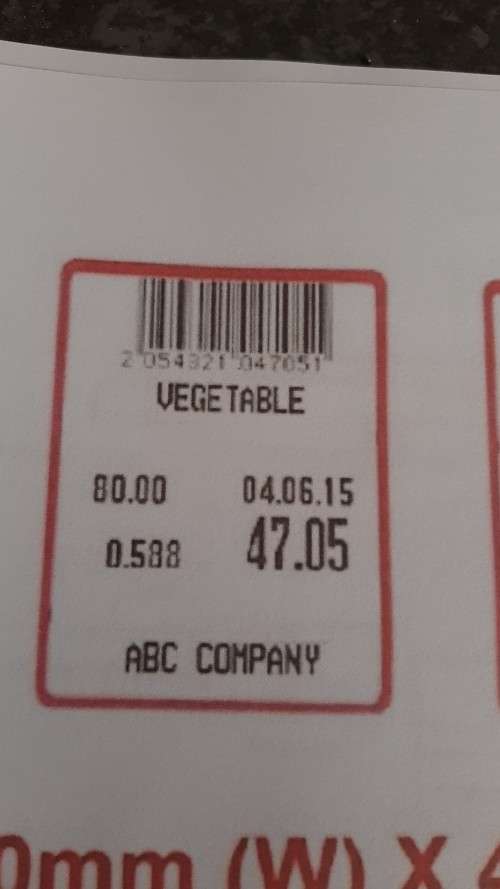 2 054321 047051
VEGETABLE
80.00 04.06.15
0.588 47.05
ABC COMPANY
0mm (W) X 4